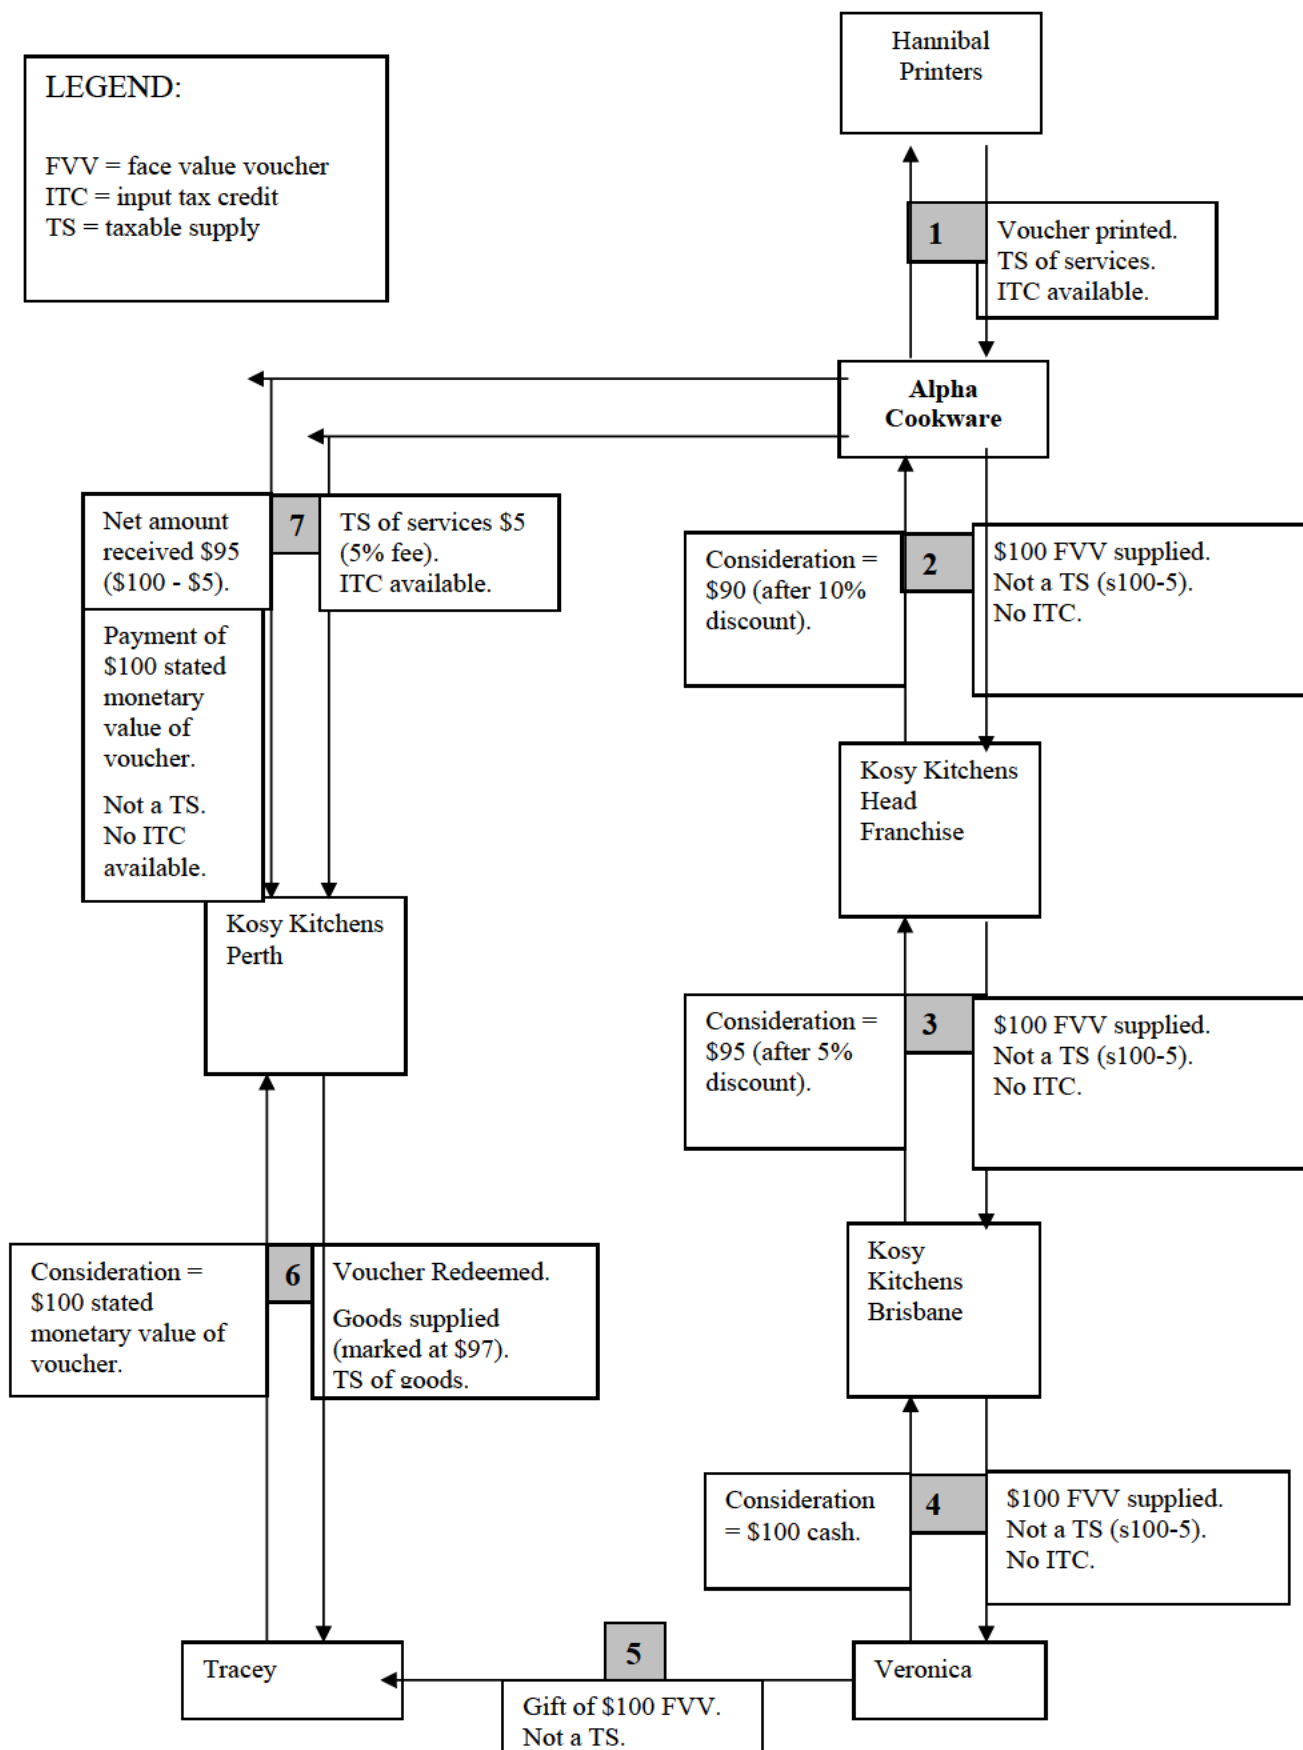 Hannibal
Printers
LEGEND:
FVV = face value voucher
ITC = input tax credit
TS = taxable supply
1
Voucher printed.
TS of services.
ITC available.
Alpha
Cookware
Net amount
received $95
($100 - $5).
7
TS of services $5
(5% fee).
ITC available.
Payment of
$100 stated
monetary
value of
voucher.
Not a TS.
No ITC
available.
Consideration =
$90 (after 10%
discount).
2
$100 FVV supplied.
Not a TS (s100-5).
No ITC.
Kosy Kitchens
Head
Franchise
Kosy Kitchens
Perth
Consideration =
$95 (after 5%
discount).
3
$100 FVV supplied.
Not a TS (s100-5).
No ITC.
Kosy
Kitchens
Brisbane
Consideration =
$100 stated
monetary value of
voucher.
6
Voucher Redeemed.
Goods supplied
(marked at $97).
TS of goods.
Consideration
= $100 cash.
4
$100 FVV supplied.
Not a TS (s100-5).
No ITC.
Tracey
5
Veronica
Gift of $100 FVV.
Not a TS.